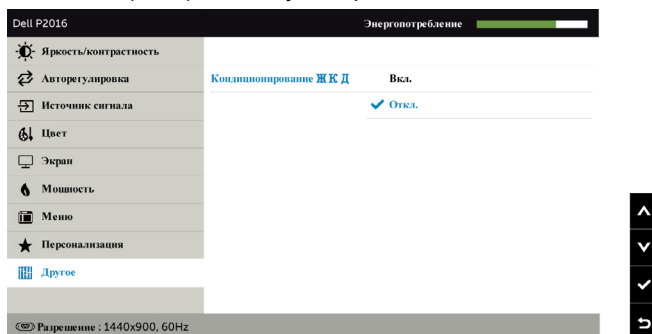 Dell P2016 Энергопотребление
Яркость/контрастность
Авторегулировка Кондиционирование ЖКД Вкл.
Источник сигнала Откл.
Цвет
Экран
Мощность
Меню
Персонализация
Другое
Разрешение : 1440x900, 60Hz